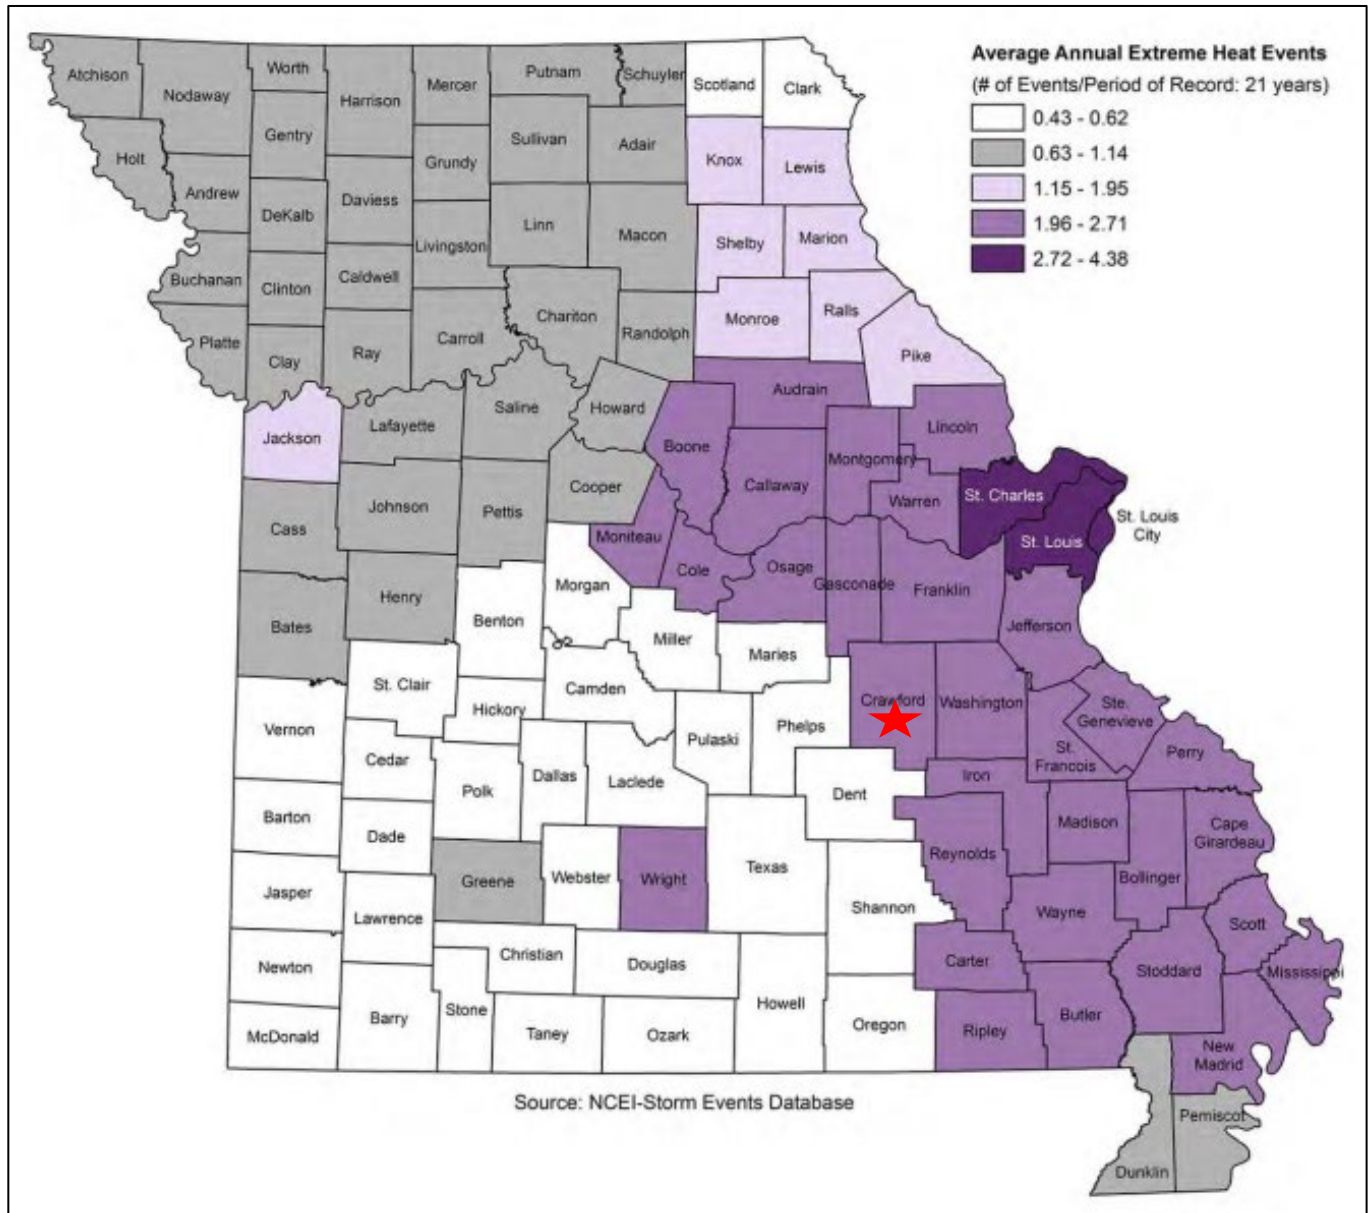 Average Annual Extreme Heat Events
(# of Events/Period of Record: 21 years)
0.43 - 0.62
0.63 - 1.14
1.15 - 1.95
1.96 - 2.71
2.72 - 4.38
Atchison
Nodaway
Worth
Harrison
Mercer
Putnam
Schuyler
Scotland
Clark
Holt
Andrew
Gentry
DeKalb
Daviess
Grundy
Sullivan
Adair
Knox
Lewis
Buchanan
Clinton
Caldwell
Livingston
Linn
Macon
Shelby
Marion
Platte
Clay
Ray
Carroll
Chariton
Randolph
Monroe
Ralls
Pike
Jackson
Lafayette
Saline
Howard
Boone
Audrain
Callaway
Montgomery
Lincoln
Warren
St. Charles
St. Louis
St. Louis
City
Cass
Johnson
Pettis
Cooper
Moniteau
Cole
Osage
Gasconade
Franklin
Jefferson
Bates
Henry
Benton
Morgan
Miller
Maries
Crawford
Washington
Ste.
Genevieve
St.
Francois
Perry
Vernon
St. Clair
Hickory
Camden
Pulaski
Phelps
Dent
Iron
Madison
Cape
Girardeau
Barton
Cedar
Polk
Dallas
Laclede
Texas
Reynolds
Bollinger
Jasper
Dade
Greene
Webster
Wright
Shannon
Wayne
Scott
Newton
Lawrence
Christian
Douglas
Howell
Carter
Stoddard
Mississippi
McDonald
Barry
Stone
Taney
Ozark
Oregon
Ripley
Butler
New
Madrid
Dunklin
Pemiscot
Source: NCEI-Storm Events Database